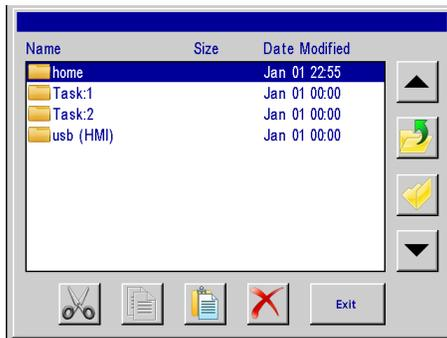 Name Size Date Modified
home Jan 01 22:55
Task:1 Jan 01 00:00
Task:2 Jan 01 00:00
usb (HMI) Jan 01 00:00
Exit